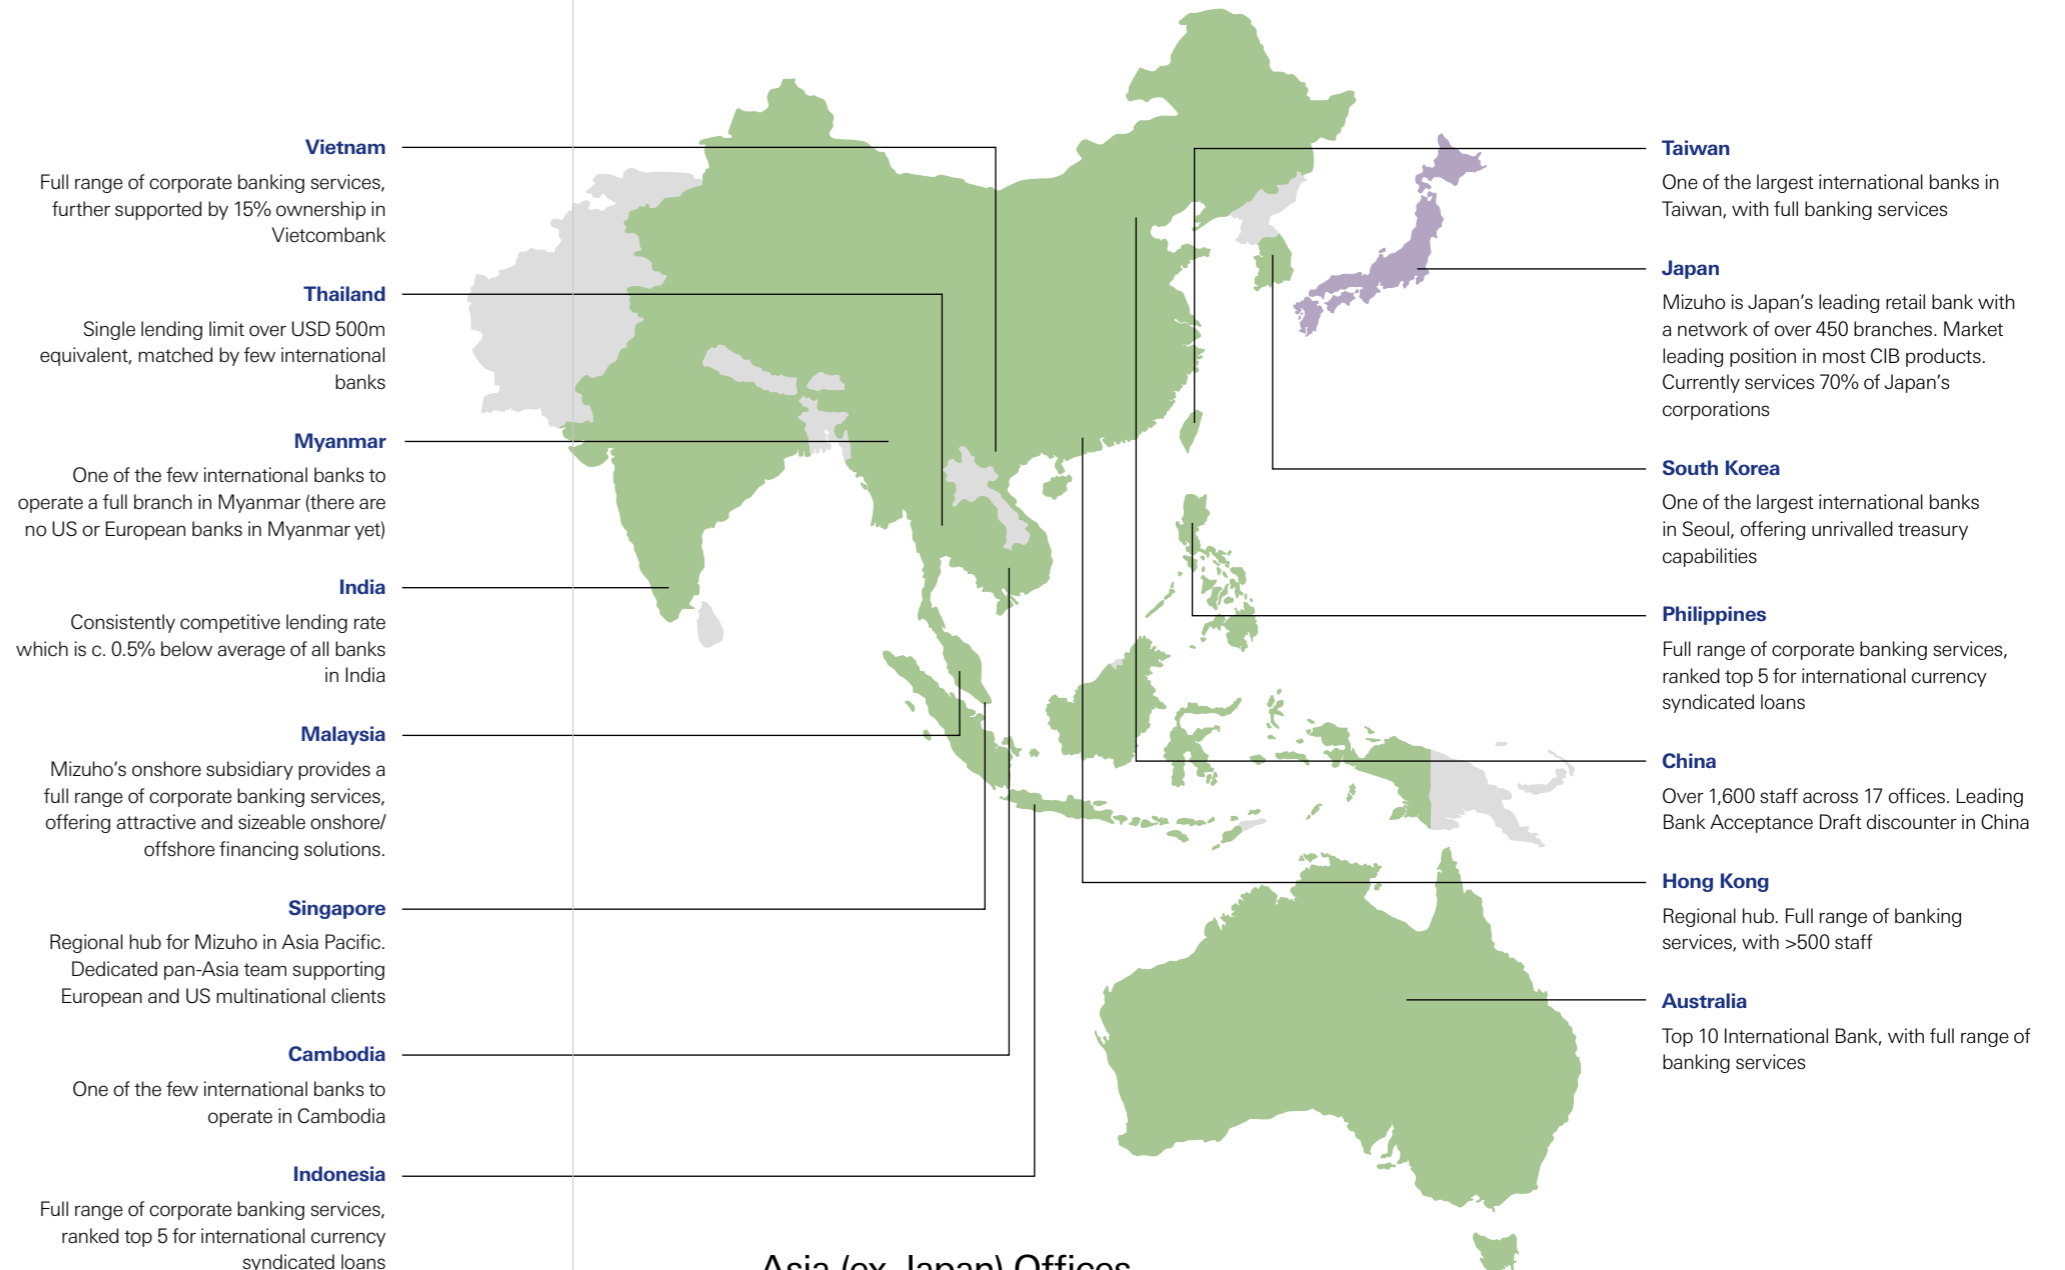 Vietnam
Full range of corporate banking services,
further supported by 15% ownership in
Vietcombank
Thailand
Single lending limit over USD 500m
equivalent, matched by few international
banks
Myanmar
One of the few international banks to
operate a full branch in Myanmar (there are
no US or European banks in Myanmar yet)
India
Consistently competitive lending rate
which is c. 0.5% below average of all banks
in India
Malaysia
Mizuho’s onshore subsidiary provides a
full range of corporate banking services,
offering attractive and sizeable onshore/
offshore financing solutions.
Singapore
Regional hub for Mizuho in Asia Pacific.
Dedicated pan-Asia team supporting
European and US multinational clients
Cambodia
One of the few international banks to
operate in Cambodia
Indonesia
Full range of corporate banking services,
ranked top 5 for international currency
syndicated loans
Taiwan
One of the largest international banks in
Taiwan, with full banking services
Japan
Mizuho is Japan’s leading retail bank with
a network of over 450 branches. Market
leading position in most CIB products.
Currently services 70% of Japan’s
corporations
South Korea
One of the largest international banks
in Seoul, offering unrivalled treasury
capabilities
Philippines
Full range of corporate banking services,
ranked top 5 for international currency
syndicated loans
China
Over 1,600 staff across 17 offices. Leading
Bank Acceptance Draft discounter in China
Hong Kong
Regional hub. Full range of banking
services, with >500 staff
Australia
Top 10 International Bank, with full range of
banking services
Asia (ex Japan) Offices